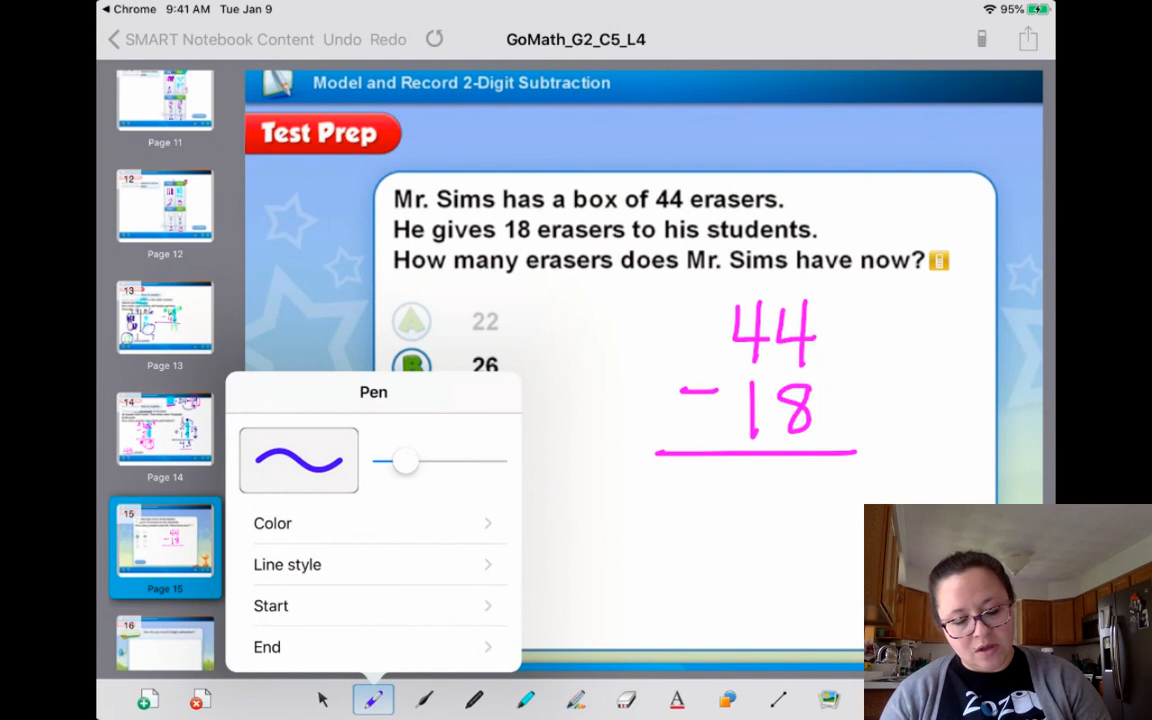 Chrome 9:41 AM Tue Jan 9 95%
SMART Notebook Content Undo Redo GoMath_G2_C5_L4
Model and Record 2-Digit Subtraction
Test Prep
Mr. Sims has a box of 44 erasers.
He gives 18 erasers to his students.
How many erasers does Mr. Sims have now?
A 22
B 26
44
- 18
Pen
Color
Line style
Start
End
Page 11
12
Page 12
13
Page 13
14
Page 14
15
Page 15
16
A
202